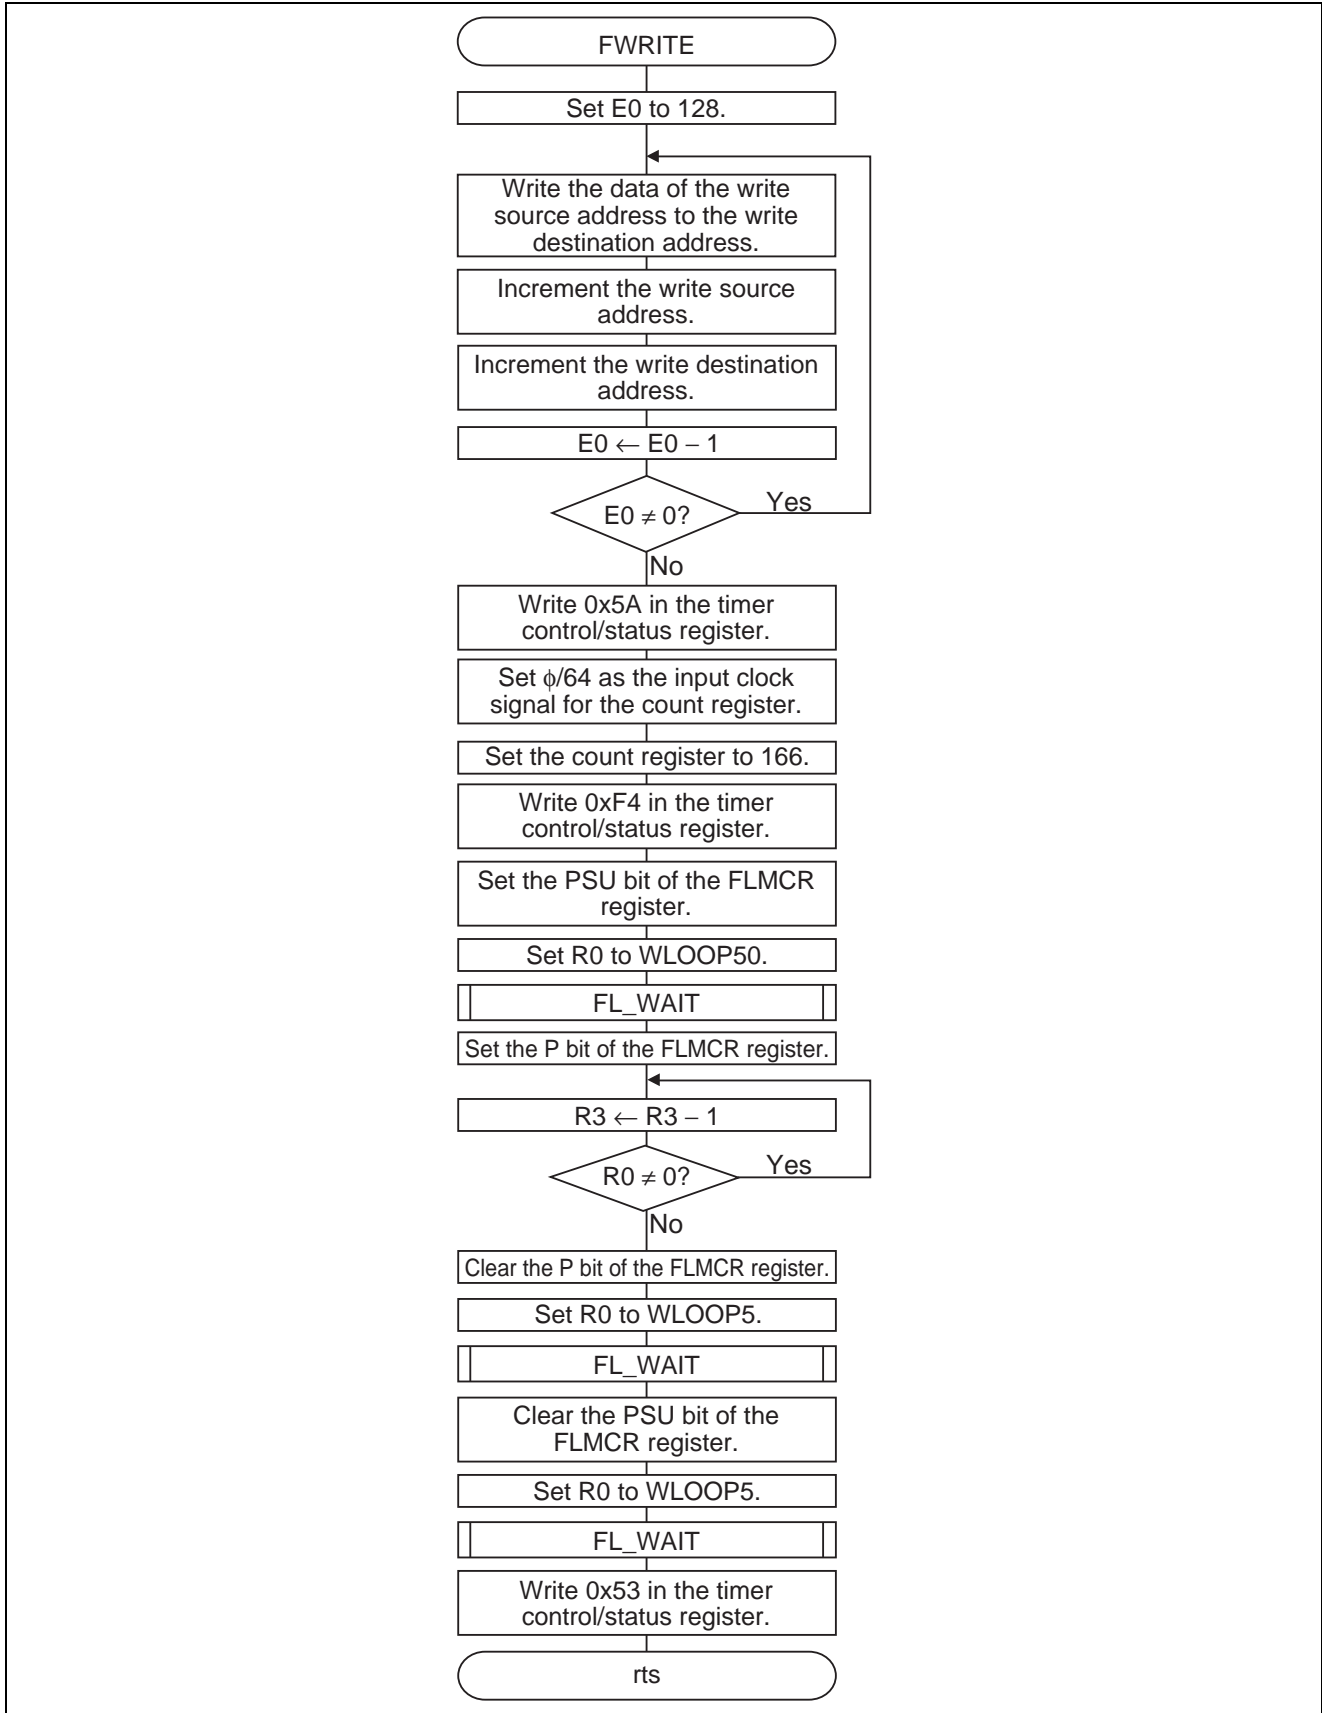 FWRITE
Set E0 to 128.
Write the data of the write
source address to the write
destination address.
Increment the write source
address.
Increment the write destination
address.
E0 ← E0 − 1
E0 ≠ 0?
Yes
No
Write 0x5A in the timer
control/status register.
Set ϕ/64 as the input clock
signal for the count register.
Set the count register to 166.
Write 0xF4 in the timer
control/status register.
Set the PSU bit of the FLMCR
register.
Set R0 to WLOOP50.
FL_WAIT
Set the P bit of the FLMCR register.
R3 ← R3 − 1
R0 ≠ 0?
Yes
No
Clear the P bit of the FLMCR register.
Set R0 to WLOOP5.
FL_WAIT
Clear the PSU bit of the
FLMCR register.
Set R0 to WLOOP5.
FL_WAIT
Write 0x53 in the timer
control/status register.
rts